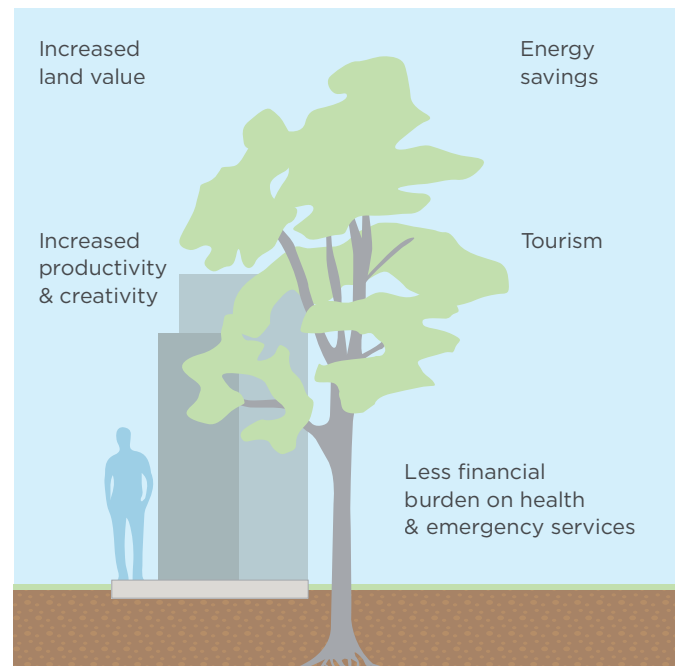 Increased
land value
Energy
savings
Increased
productivity
& creativity
Tourism
Less financial
burden on health
& emergency services